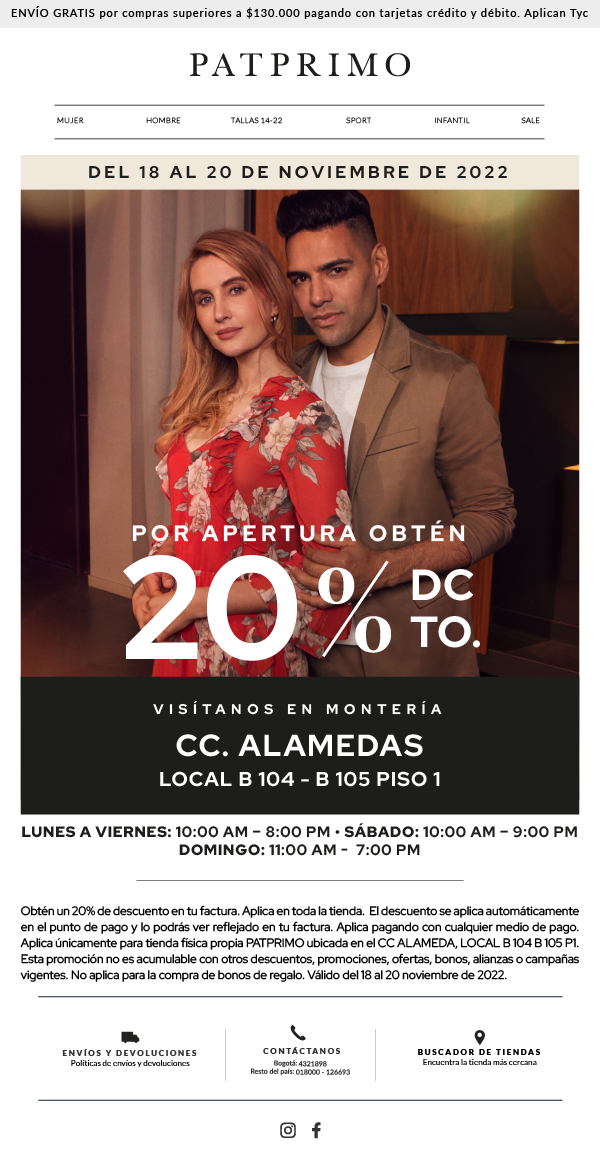 ENVÍO GRATIS por compras superiores a $130.000 pagando con tarjetas crédito y débito. Aplican Tyc
PATPRIMO
MUJER HOMBRE TALLAS 14-22 SPORT INFANTIL SALE
DEL 18 AL 20 DE NOVIEMBRE DE 2022
POR APERTURA OBTÉN
20% DC
TO.
VISÍTANOS EN MONTERÍA
CC. ALAMEDAS
LOCAL B 104 - B 105 PISO 1
LUNES A VIERNES: 10:00 AM – 8:00 PM • SÁBADO: 10:00 AM – 9:00 PM
DOMINGO: 11:00 AM - 7:00 PM
Obtén un 20% de descuento en tu factura. Aplica en toda la tienda. El descuento se aplica automáticamente
en el punto de pago y lo podrás ver reflejado en tu factura. Aplica pagando con cualquier medio de pago.
Aplica únicamente para tienda física propia PATPRIMO ubicada en el CC ALAMEDA, LOCAL B 104 B 105 P1.
Esta promoción no es acumulable con otros descuentos, promociones, ofertas, bonos, alianzas o campañas
vigentes. No aplica para la compra de bonos de regalo. Válido del 18 al 20 noviembre de 2022.
ENVÍOS Y DEVOLUCIONES
Políticas de envíos y devoluciones
CONTÁCTANOS
Bogotá: 4321898
Resto del país: 018000 - 126693
BUSCADOR DE TIENDAS
Encuentra la tienda más cercana